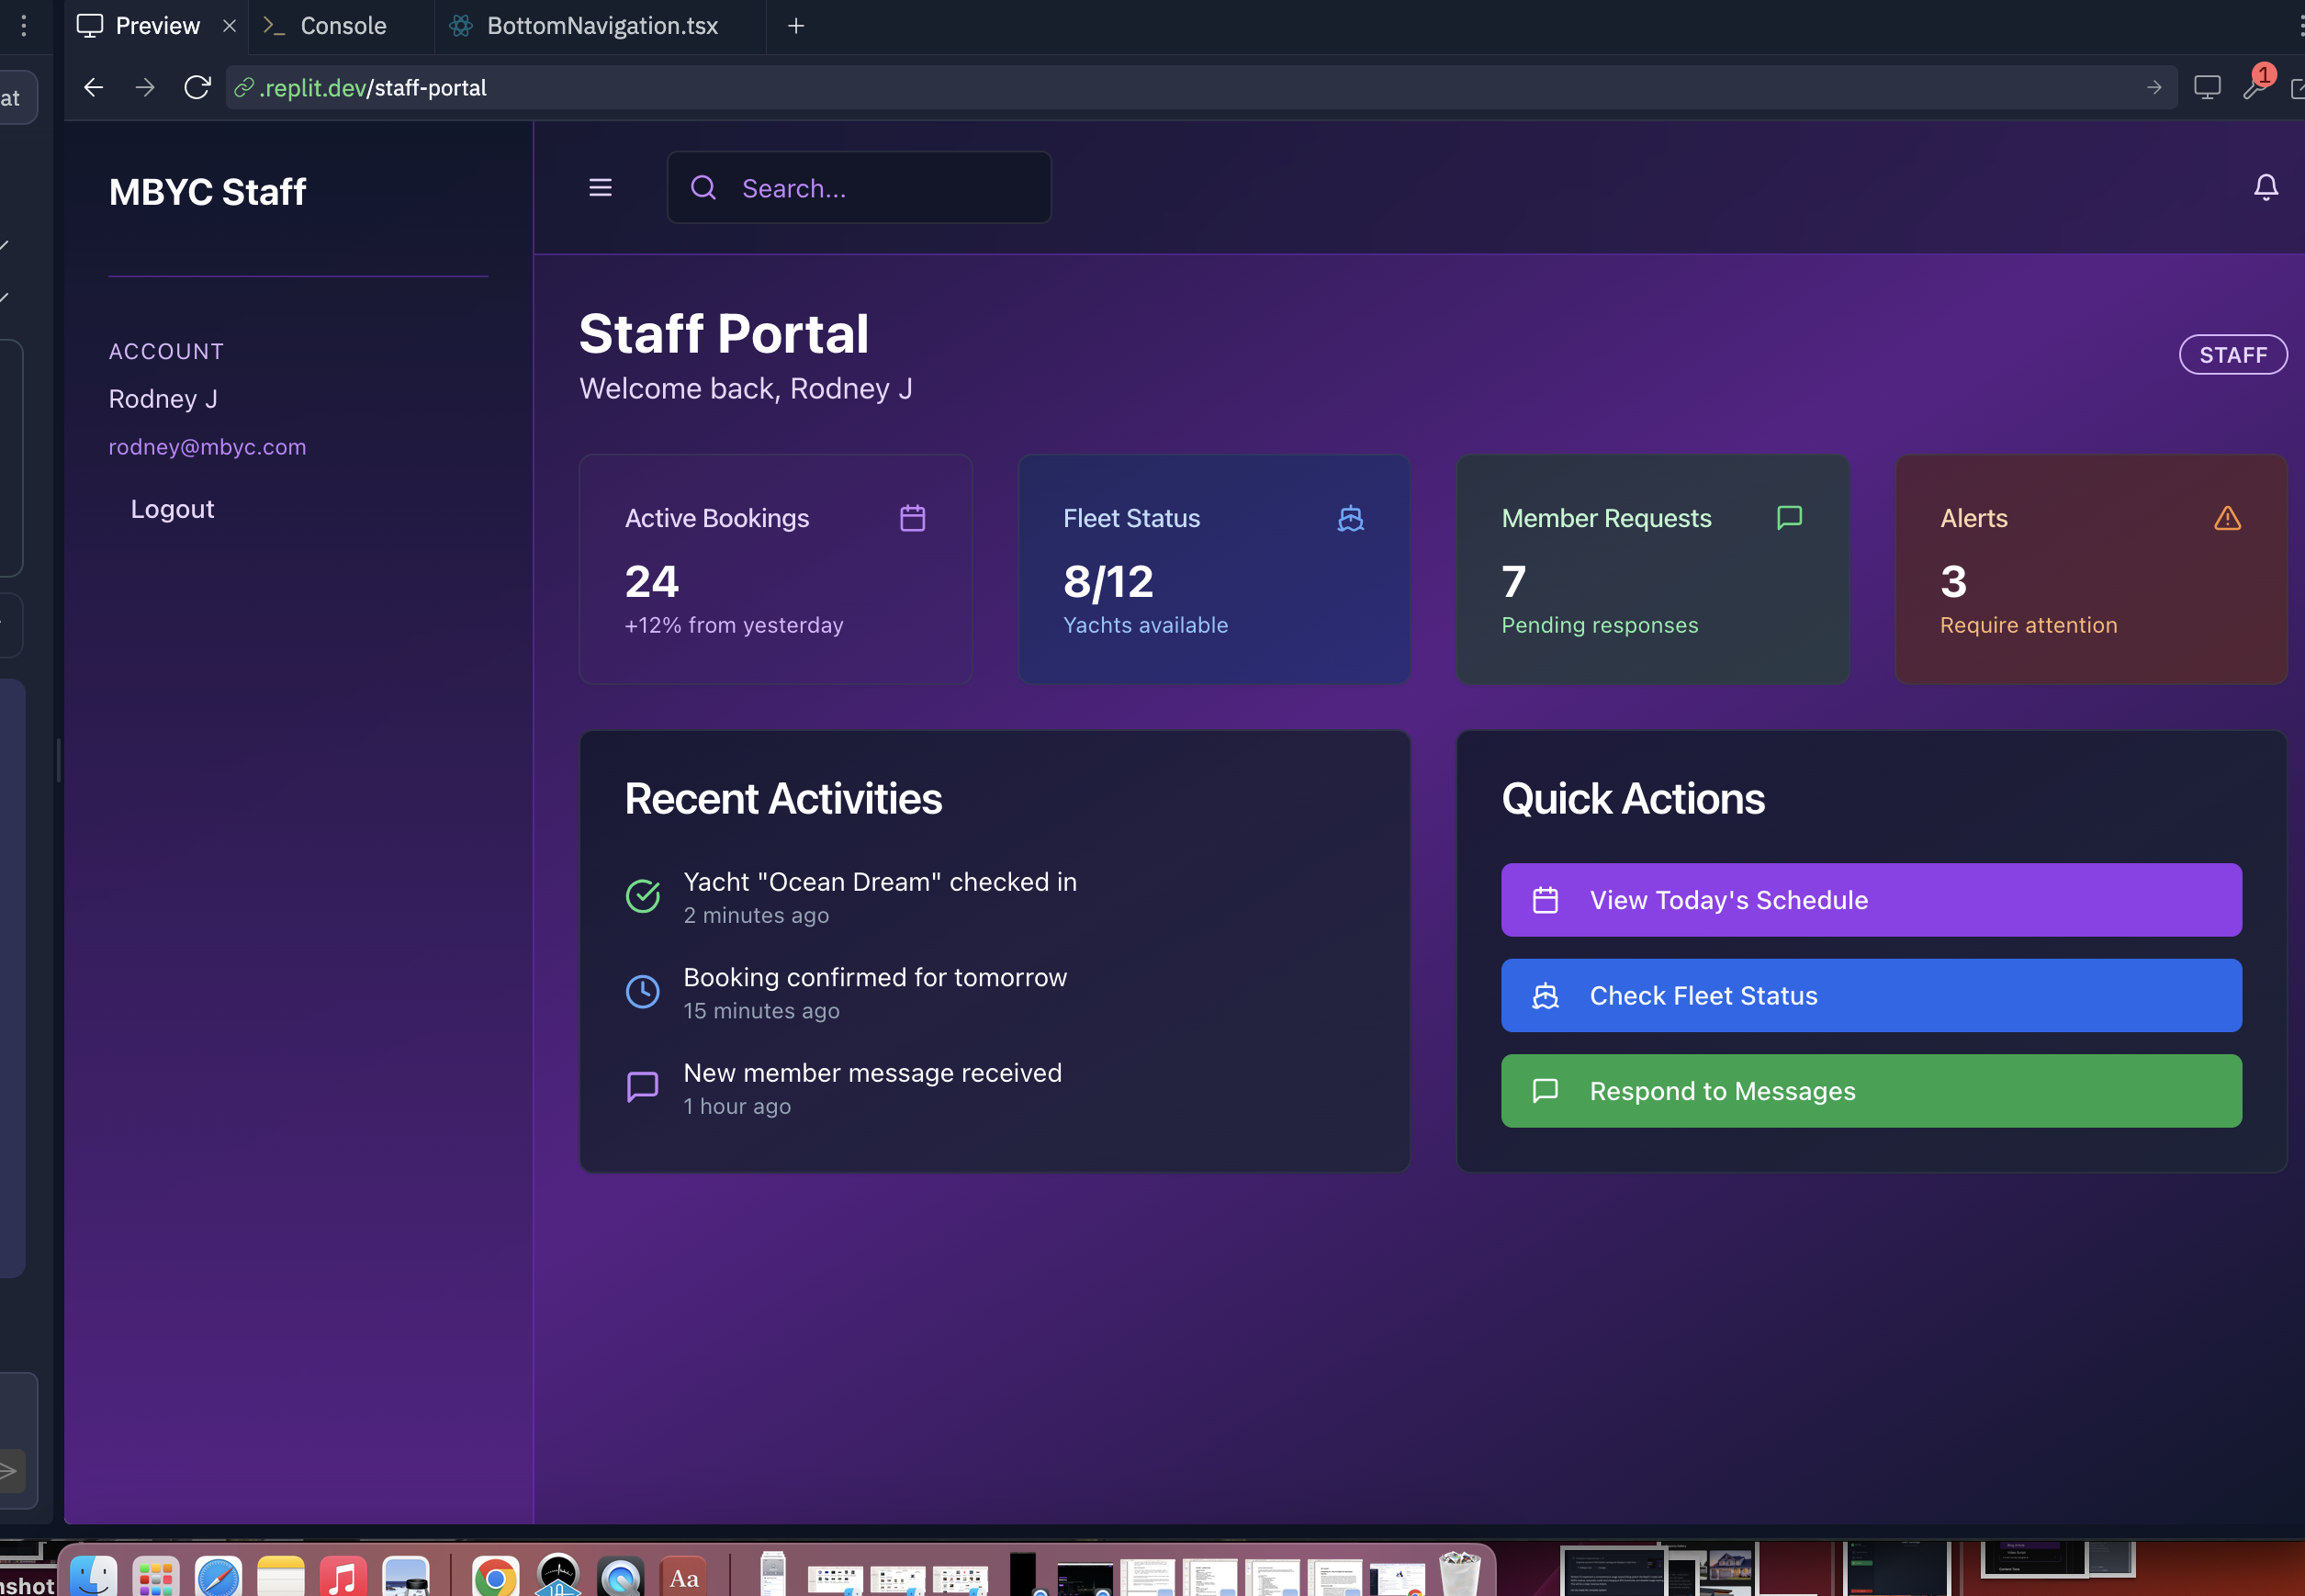 Preview
Console
BottomNavigation.tsx
at
.replit.dev/staff-portal
1
MBYC Staff
Search...
ACCOUNT
Rodney J
rodney@mbyc.com
Logout
Staff Portal
Welcome back, Rodney J
STAFF
Active Bookings
24
+12% from yesterday
Fleet Status
8/12
Yachts available
Member Requests
7
Pending responses
Alerts
3
Require attention
Recent Activities
Yacht "Ocean Dream" checked in
2 minutes ago
Booking confirmed for tomorrow
15 minutes ago
New member message received
1 hour ago
Quick Actions
View Today's Schedule
Check Fleet Status
Respond to Messages
nshot
Aa